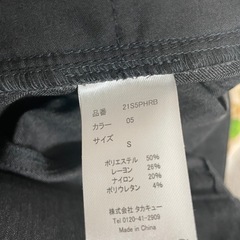 品番 21S5PHRB
カラー 05
サイズ S
ポリエステル 50%
レーヨン 26%
ナイロン 20%
ポリウレタン 4%
株式会社 タカキュー
Tel 0120-41-2909
Made in Vietnam